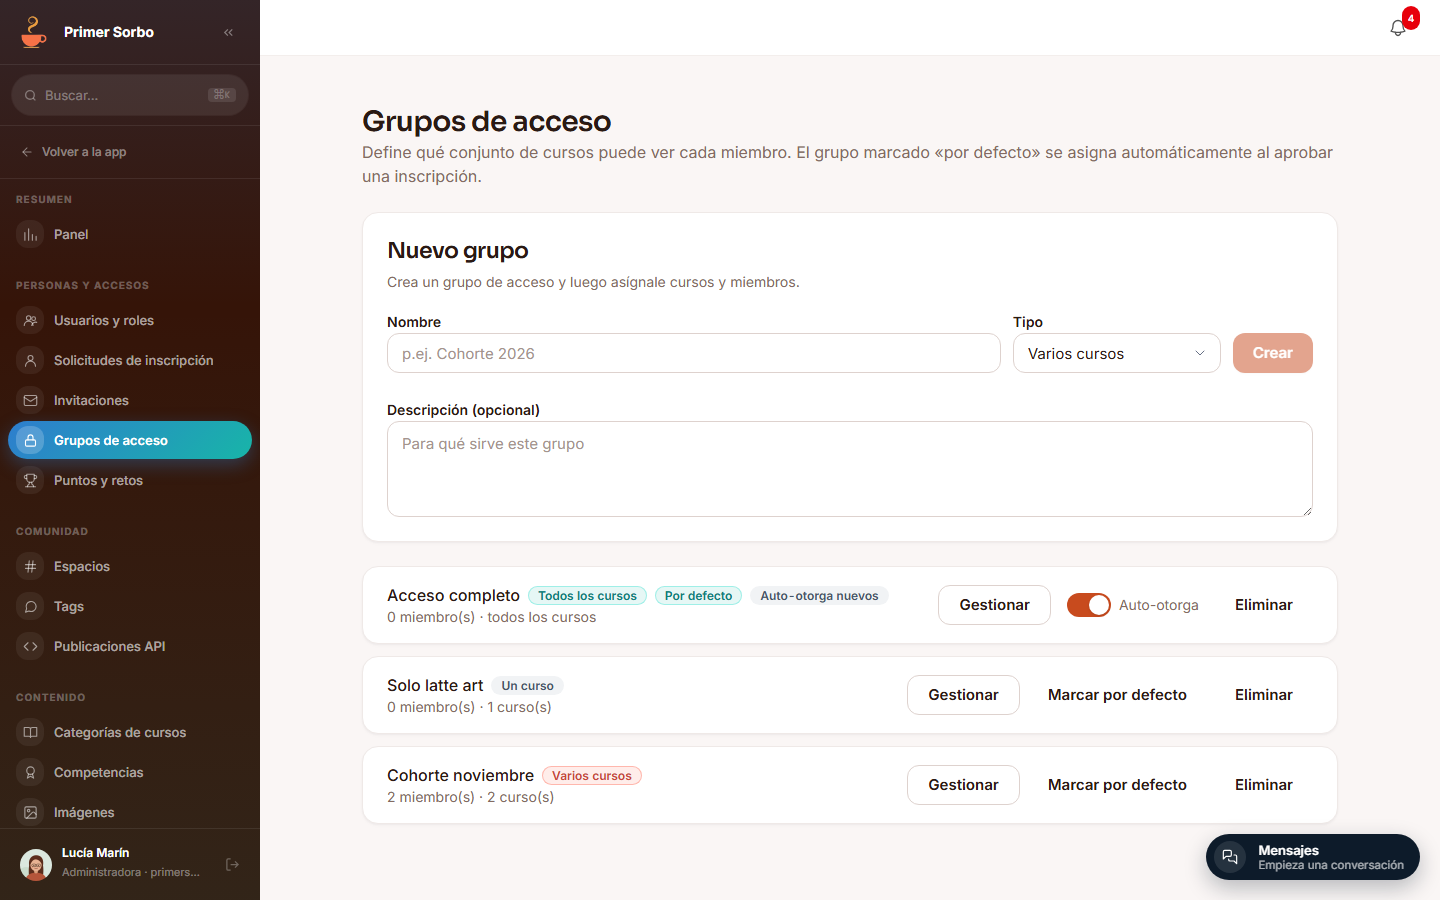 Primer Sorbo
Buscar...
⌘K
Volver a la app
RESUMEN
Panel
PERSONAS Y ACCESOS
Usuarios y roles
Solicitudes de inscripción
Invitaciones
Grupos de acceso
Puntos y retos
COMUNIDAD
Espacios
Tags
Publicaciones API
CONTENIDO
Categorías de cursos
Competencias
Imágenes
Lucía Marín
Administradora · primers...
4
Grupos de acceso
Define qué conjunto de cursos puede ver cada miembro. El grupo marcado «por defecto» se asigna automáticamente al aprobar
una inscripción.
Nuevo grupo
Crea un grupo de acceso y luego asígnale cursos y miembros.
Nombre
Tipo
p.ej. Cohorte 2026
Varios cursos
Crear
Descripción (opcional)
Para qué sirve este grupo
Acceso completo Todos los cursos Por defecto Auto-otorga nuevos
0 miembro(s) · todos los cursos
Gestionar Auto-otorga Eliminar
Solo latte art Un curso
0 miembro(s) · 1 curso(s)
Gestionar Marcar por defecto Eliminar
Cohorte noviembre Varios cursos
2 miembro(s) · 2 curso(s)
Gestionar Marcar por defecto Eliminar
Mensajes
Empieza una conversación